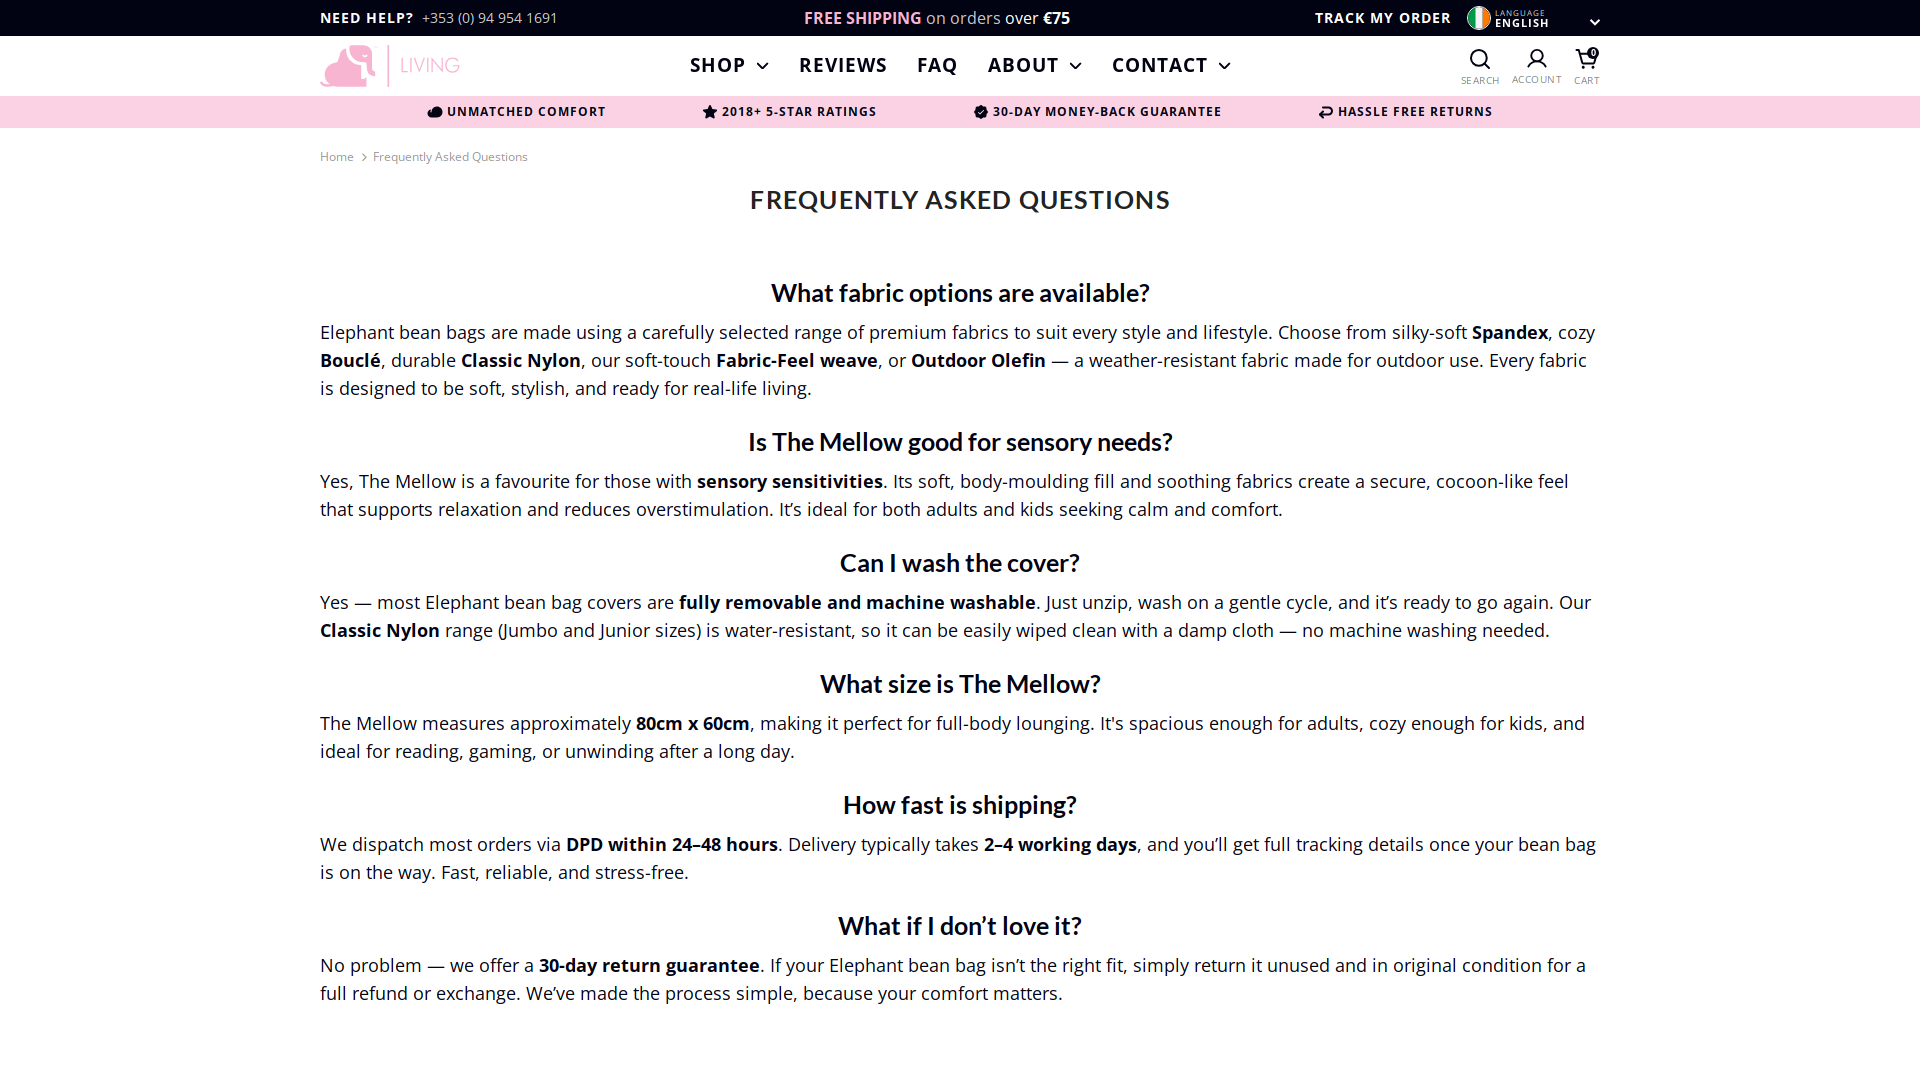 NEED HELP? +353 (0) 94 954 1691
FREE SHIPPING on orders over €75
TRACK MY ORDER
LANGUAGE
ENGLISH
LIVING
SHOP
REVIEWS
FAQ
ABOUT
CONTACT
SEARCH
ACCOUNT
0
CART
UNMATCHED COMFORT
2018+ 5-STAR RATINGS
30-DAY MONEY-BACK GUARANTEE
HASSLE FREE RETURNS
Home
Frequently Asked Questions
FREQUENTLY ASKED QUESTIONS
What fabric options are available?
Elephant bean bags are made using a carefully selected range of premium fabrics to suit every style and lifestyle. Choose from silky-soft Spandex, cozy
Bouclé, durable Classic Nylon, our soft-touch Fabric-Feel weave, or Outdoor Olefin — a weather-resistant fabric made for outdoor use. Every fabric
is designed to be soft, stylish, and ready for real-life living.
Is The Mellow good for sensory needs?
Yes, The Mellow is a favourite for those with sensory sensitivities. Its soft, body-moulding fill and soothing fabrics create a secure, cocoon-like feel
that supports relaxation and reduces overstimulation. It’s ideal for both adults and kids seeking calm and comfort.
Can I wash the cover?
Yes — most Elephant bean bag covers are fully removable and machine washable. Just unzip, wash on a gentle cycle, and it’s ready to go again. Our
Classic Nylon range (Jumbo and Junior sizes) is water-resistant, so it can be easily wiped clean with a damp cloth — no machine washing needed.
What size is The Mellow?
The Mellow measures approximately 80cm x 60cm, making it perfect for full-body lounging. It's spacious enough for adults, cozy enough for kids, and
ideal for reading, gaming, or unwinding after a long day.
How fast is shipping?
We dispatch most orders via DPD within 24–48 hours. Delivery typically takes 2–4 working days, and you’ll get full tracking details once your bean bag
is on the way. Fast, reliable, and stress-free.
What if I don’t love it?
No problem — we offer a 30-day return guarantee. If your Elephant bean bag isn’t the right fit, simply return it unused and in original condition for a
full refund or exchange. We’ve made the process simple, because your comfort matters.